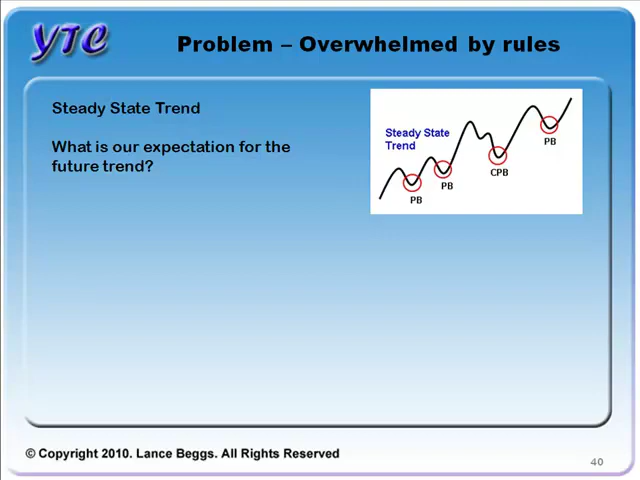 YTC
Problem – Overwhelmed by rules
Steady State Trend
What is our expectation for the
future trend?
Steady State
Trend
PB
PB
CPB
PB
© Copyright 2010. Lance Beggs. All Rights Reserved
40